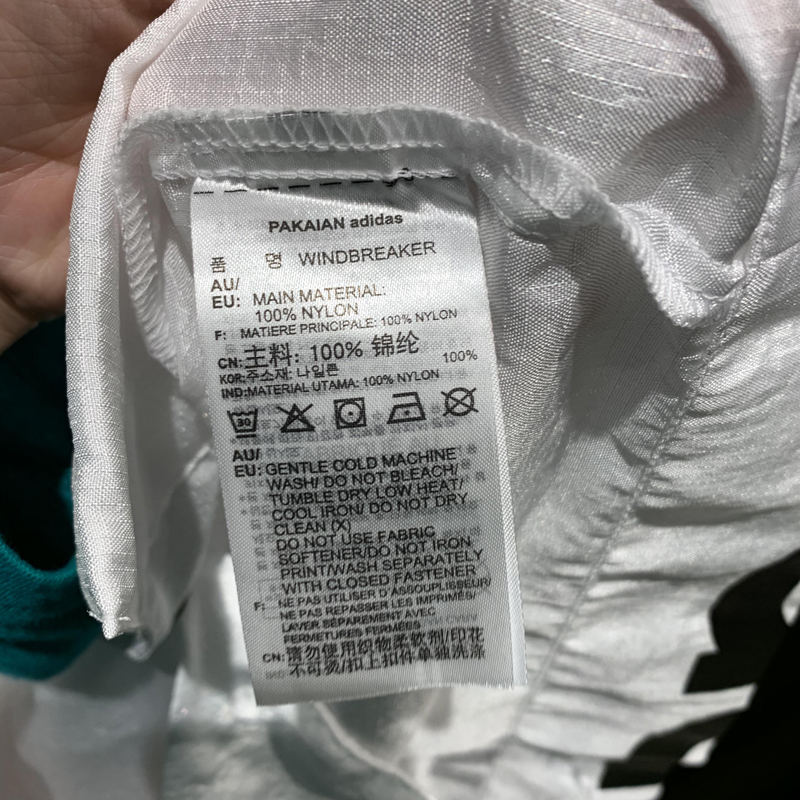 PAKAIAN adidas
품 명 WINDBREAKER
AU/
EU: MAIN MATERIAL:
100% NYLON
F: MATIERE PRINCIPALE: 100% NYLON
CN: 主料: 100% 锦纶
KOR: 주소재: 나일론 100%
IND: MATERIAL UTAMA: 100% NYLON
30
AU/
EU: GENTLE COLD MACHINE
WASH/ DO NOT BLEACH/
TUMBLE DRY LOW HEAT/
COOL IRON/ DO NOT DRY
CLEAN (X)
DO NOT USE FABRIC
SOFTENER/DO NOT IRON
PRINT/WASH SEPARATELY
WITH CLOSED FASTENER
F: NE PAS UTILISER D'ASSOUPLISSEUR/
NE PAS REPASSER LES IMPRIMÉS/
LAVER SÉPAREMENT AVEC
FERMETURES FERMÉES
CN: 请勿使用织物柔软剂/印花
不可烫/扣上扣件单独洗涤